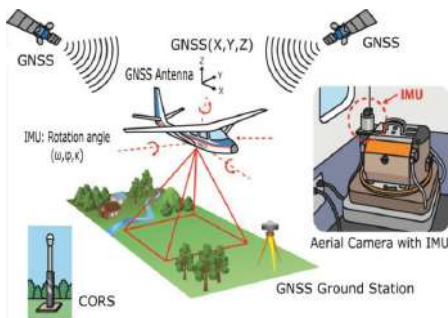 GNSS
GNSS(X,Y,Z)
GNSS
GNSS Antenna
Z
Y
X
IMU
IMU: Rotation angle
(ω,φ,κ)
Aerial Camera with IMU
GNSS Ground Station
CORS